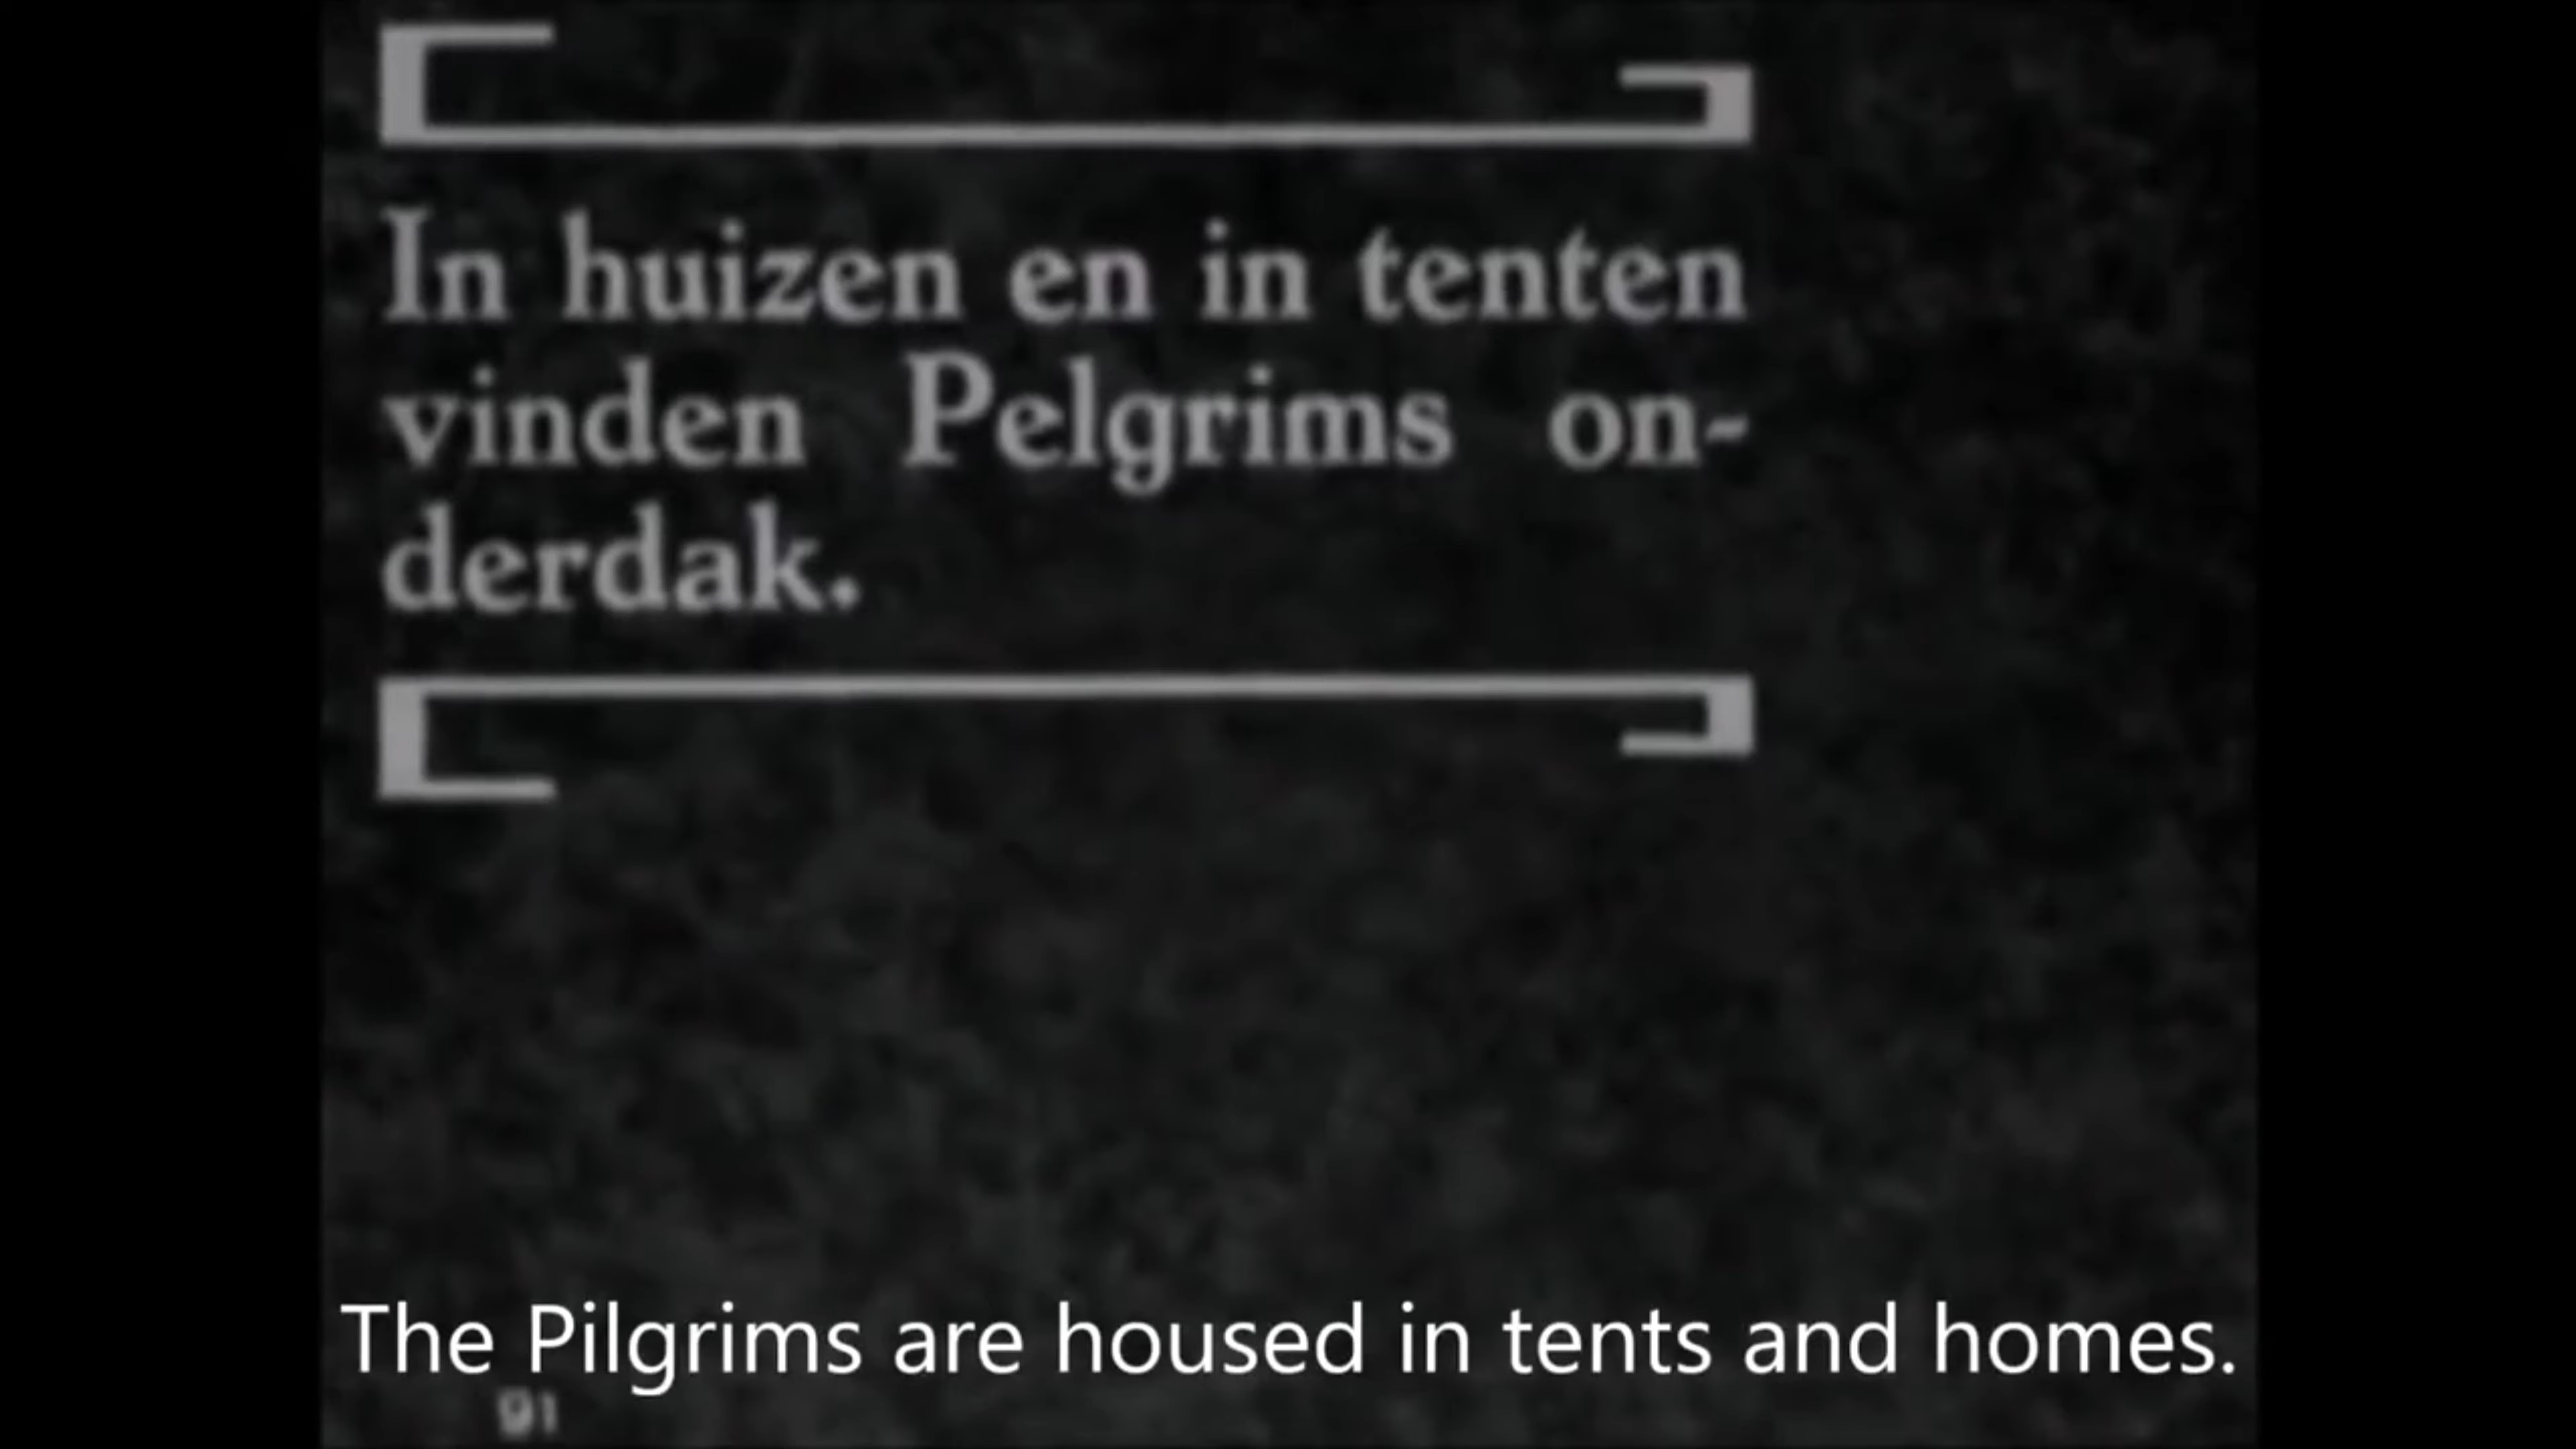 In huizen en in tenten
vinden Pelgrims on-
derdak.
The Pilgrims are housed in tents and homes.
91